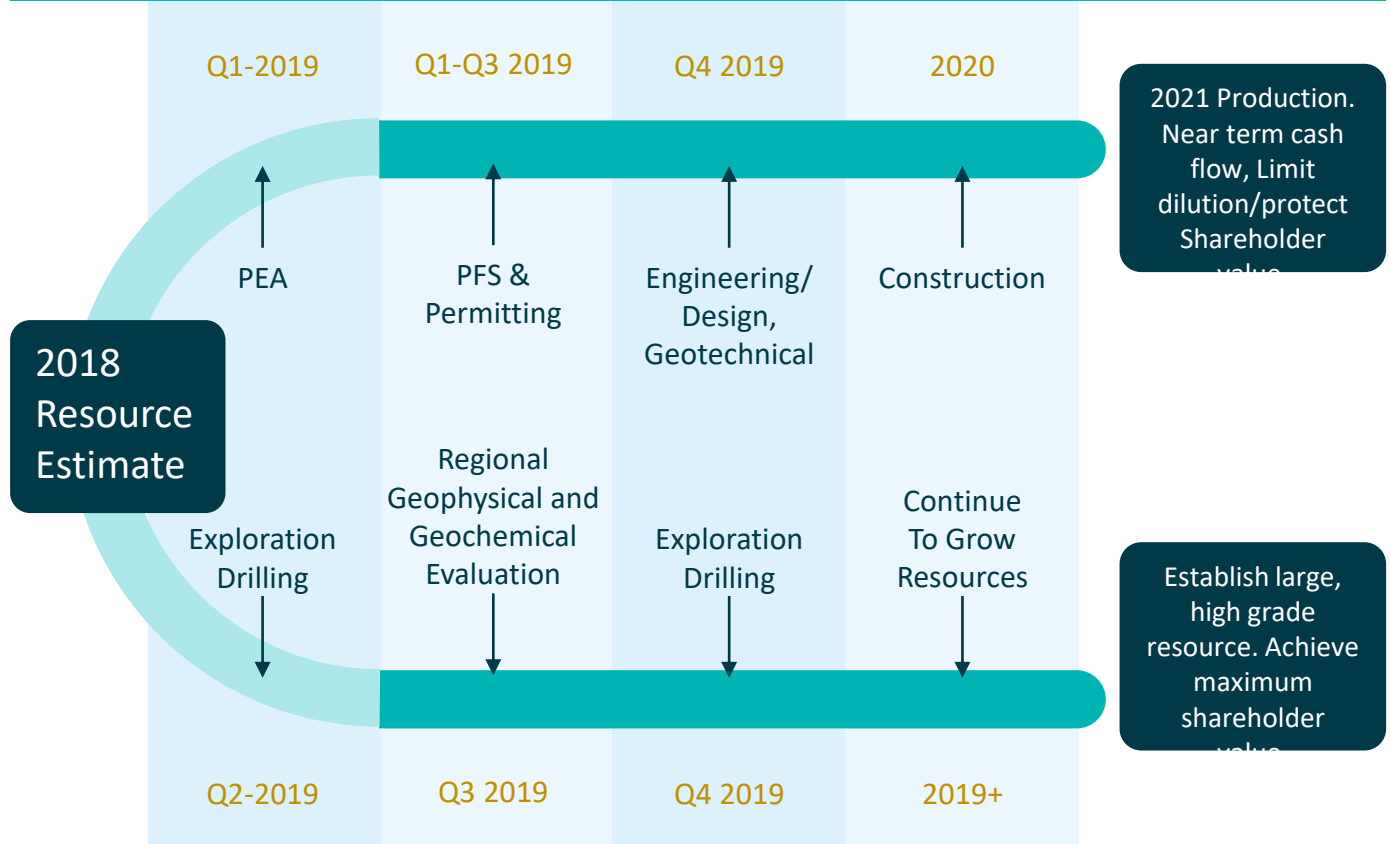 Q1-2019
Q1-Q3 2019
Q4 2019
2020
2021 Production.
Near term cash
flow, Limit
dilution/protect
Shareholder
value
PEA
PFS &
Permitting
Engineering/
Design,
Geotechnical
Construction
2018
Resource
Estimate
Exploration
Drilling
Regional
Geophysical and
Geochemical
Evaluation
Exploration
Drilling
Continue
To Grow
Resources
Establish large,
high grade
resource. Achieve
maximum
shareholder
value
Q2-2019
Q3 2019
Q4 2019
2019+